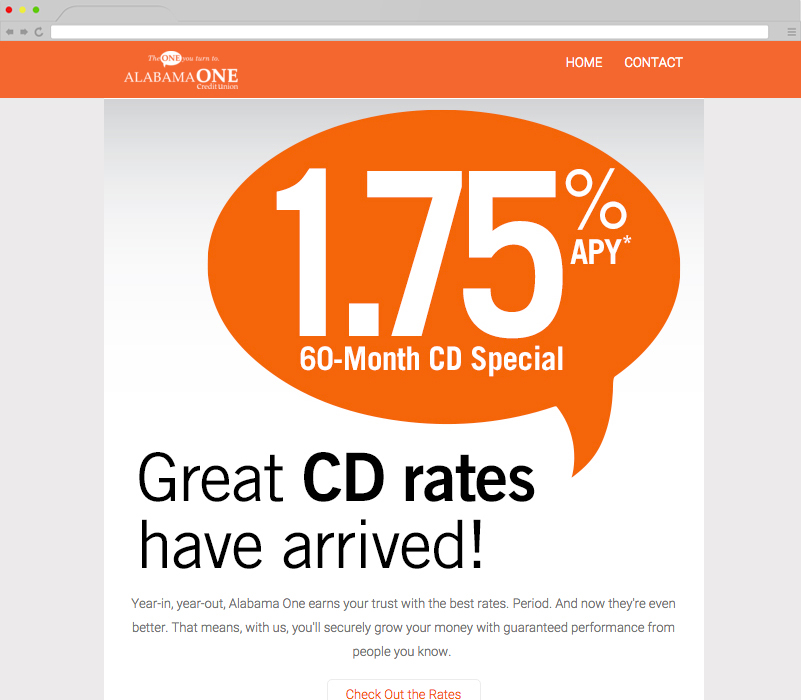 The ONE you turn to.
ALABAMA ONE
Credit Union
HOME CONTACT
1.75% APY*
60-Month CD Special
Great CD rates
have arrived!
Year-in, year-out, Alabama One earns your trust with the best rates. Period. And now they're even
better. That means, with us, you'll securely grow your money with guaranteed performance from
people you know.
Check Out the Rates